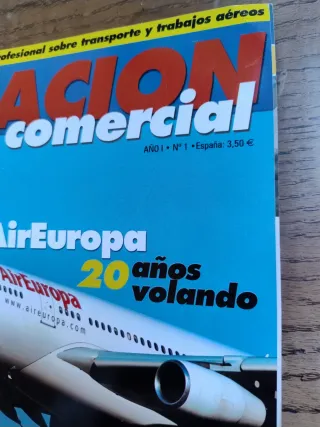 rofesional sobre transporte y trabajos aéreos
ACION
comercial
AÑO I • Nº 1 • España: 3,50 €
AirEuropa
20 años
volando
AirEuropa
www.aireuropa.com